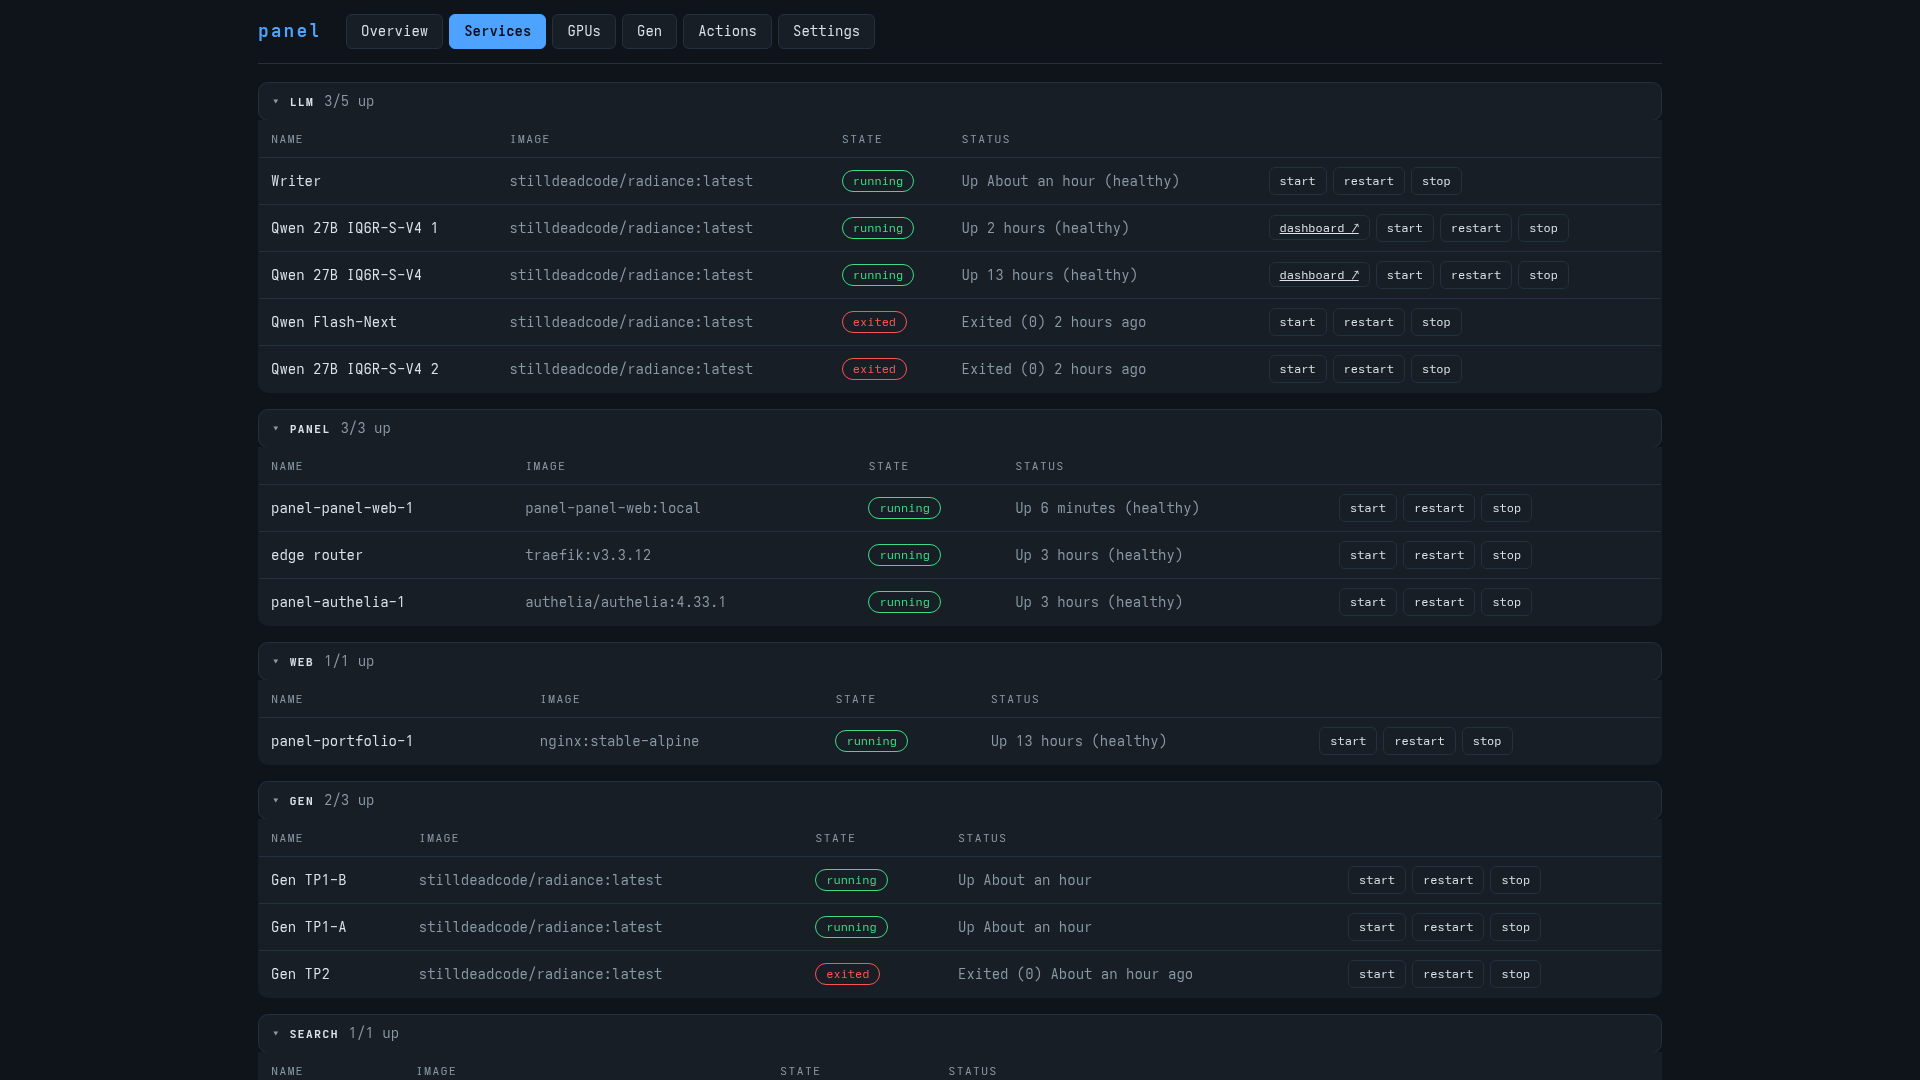 panel Overview Services GPUs Gen Actions Settings
▾ LLM 3/5 up
NAME IMAGE STATE STATUS
Writer stilldeadcode/radiance:latest running Up About an hour (healthy) start restart stop
Qwen 27B IQ6R-S-V4 1 stilldeadcode/radiance:latest running Up 2 hours (healthy) dashboard ↗ start restart stop
Qwen 27B IQ6R-S-V4 stilldeadcode/radiance:latest running Up 13 hours (healthy) dashboard ↗ start restart stop
Qwen Flash-Next stilldeadcode/radiance:latest exited Exited (0) 2 hours ago start restart stop
Qwen 27B IQ6R-S-V4 2 stilldeadcode/radiance:latest exited Exited (0) 2 hours ago start restart stop
▾ PANEL 3/3 up
NAME IMAGE STATE STATUS
panel-panel-web-1 panel-panel-web:local running Up 6 minutes (healthy) start restart stop
edge router traefik:v3.3.12 running Up 3 hours (healthy) start restart stop
panel-authelia-1 authelia/authelia:4.33.1 running Up 3 hours (healthy) start restart stop
▾ WEB 1/1 up
NAME IMAGE STATE STATUS
panel-portfolio-1 nginx:stable-alpine running Up 13 hours (healthy) start restart stop
▾ GEN 2/3 up
NAME IMAGE STATE STATUS
Gen TP1-B stilldeadcode/radiance:latest running Up About an hour start restart stop
Gen TP1-A stilldeadcode/radiance:latest running Up About an hour start restart stop
Gen TP2 stilldeadcode/radiance:latest exited Exited (0) About an hour ago start restart stop
▾ SEARCH 1/1 up
NAME IMAGE STATE STATUS